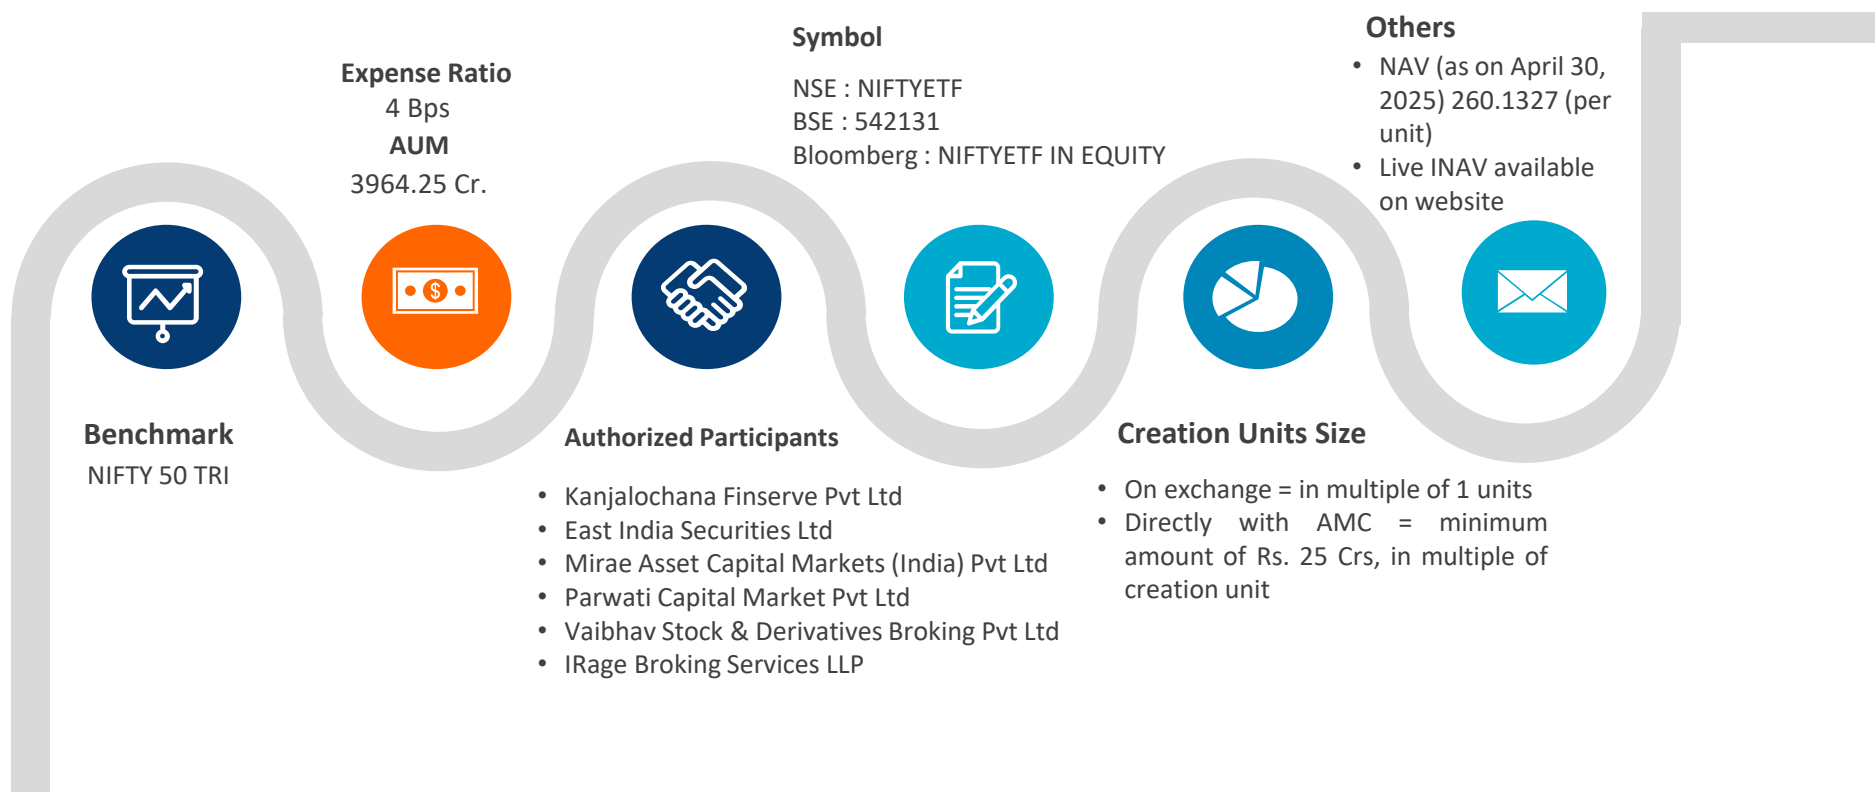 Benchmark
NIFTY 50 TRI
Expense Ratio
4 Bps
AUM
3964.25 Cr.
Authorized Participants
• Kanjalochana Finserve Pvt Ltd
• East India Securities Ltd
• Mirae Asset Capital Markets (India) Pvt Ltd
• Parwati Capital Market Pvt Ltd
• Vaibhav Stock & Derivatives Broking Pvt Ltd
• IRage Broking Services LLP
Symbol
NSE : NIFTYETF
BSE : 542131
Bloomberg : NIFTYETF IN EQUITY
Creation Units Size
• On exchange = in multiple of 1 units
• Directly with AMC = minimum
amount of Rs. 25 Crs, in multiple of
creation unit
Others
• NAV (as on April 30,
2025) 260.1327 (per
unit)
• Live INAV available
on website
$